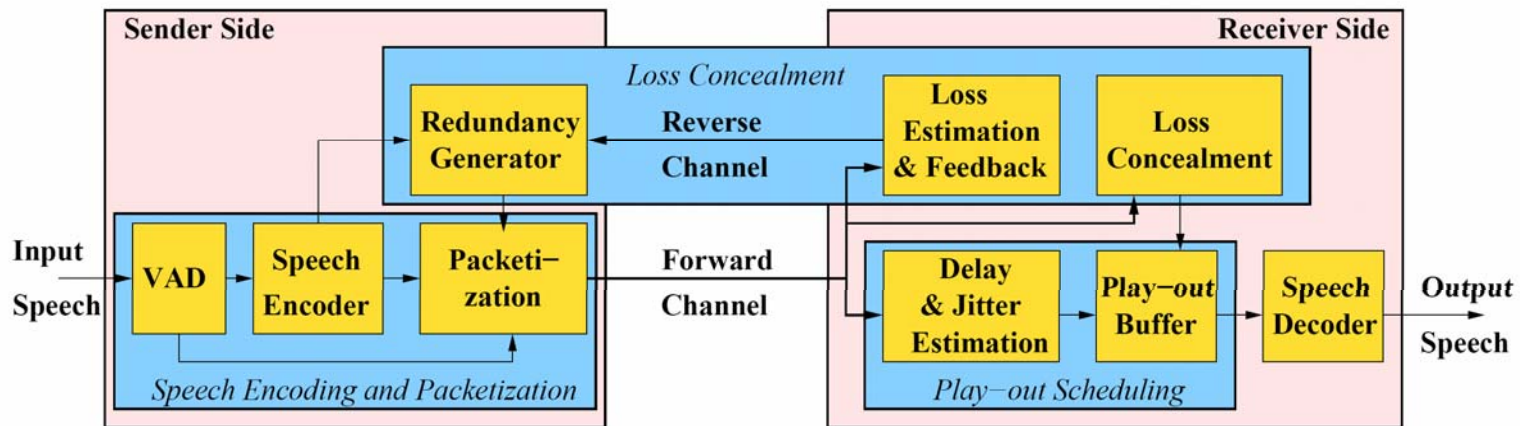 Sender Side
Receiver Side
Loss Concealment
Redundancy
Generator
Reverse
Channel
Loss
Estimation
& Feedback
Loss
Concealment
Input
Speech
VAD
Speech
Encoder
Packeti−
zation
Forward
Channel
Delay
& Jitter
Estimation
Play−out
Buffer
Speech
Decoder
Output
Speech
Speech Encoding and Packetization
Play−out Scheduling